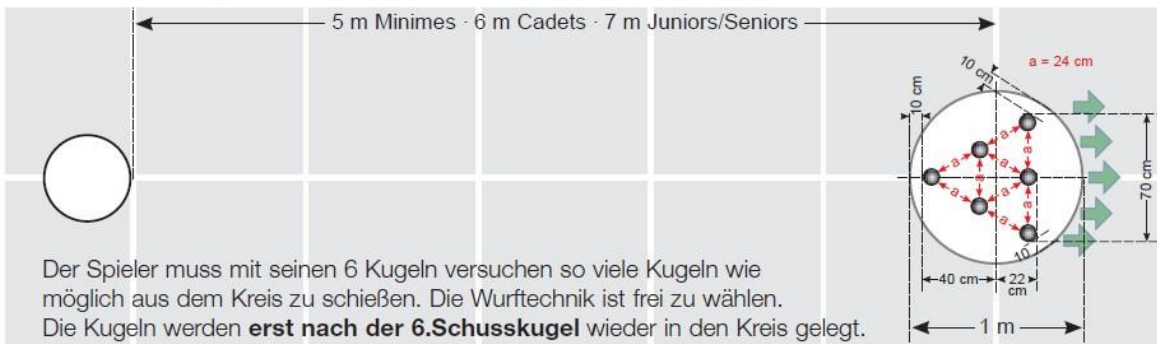 5 m Minimes · 6 m Cadets · 7 m Juniors/Seniors
a = 24 cm
10 cm
10 cm
a
a
a
a
a
a
a
a
a
70 cm
10
40 cm
22
cm
1 m
Der Spieler muss mit seinen 6 Kugeln versuchen so viele Kugeln wie
möglich aus dem Kreis zu schießen. Die Wurftechnik ist frei zu wählen.
Die Kugeln werden erst nach der 6.Schusskugel wieder in den Kreis gelegt.